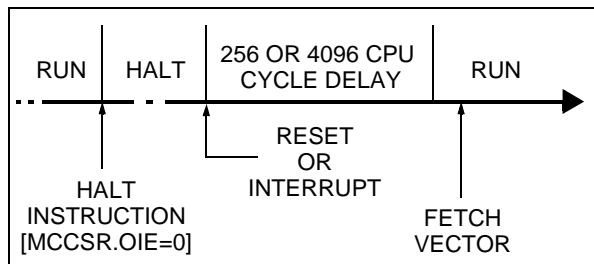 RUN
HALT
256 OR 4096 CPU
CYCLE DELAY
RUN
RESET
OR
INTERRUPT
HALT
INSTRUCTION
[MCCSR.OIE=0]
FETCH
VECTOR